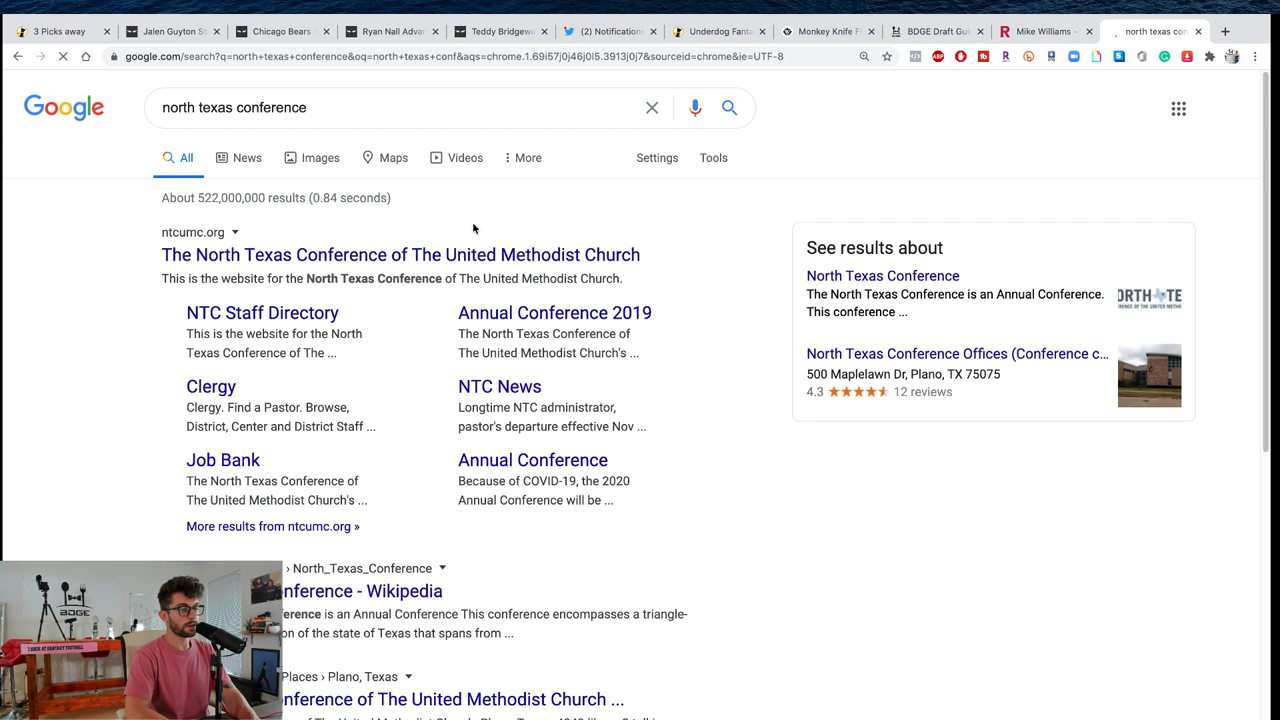 3 Picks away
Jalen Guyton St
Chicago Bears -
Ryan Nall Advan
Teddy Bridgewa
(2) Notifications
Underdog Fanta
Monkey Knife Fi
BDGE Draft Gui
Mike Williams -
north texas con
google.com/search?q=north+texas+conference&oq=north+texas+conf&aqs=chrome.1.69i57j0j46j0l5.3913j0j7&sourceid=chrome&ie=UTF-8
Google
north texas conference
All
News
Images
Maps
Videos
More
Settings
Tools
About 522,000,000 results (0.84 seconds)
ntcumc.org
The North Texas Conference of The United Methodist Church
This is the website for the North Texas Conference of The United Methodist Church.
NTC Staff Directory
This is the website for the North
Texas Conference of The ...
Annual Conference 2019
The North Texas Conference of
The United Methodist Church's ...
Clergy
Clergy. Find a Pastor. Browse,
District, Center and District Staff ...
NTC News
Longtime NTC administrator,
pastor's departure effective Nov ...
Job Bank
The North Texas Conference of
The United Methodist Church's ...
Annual Conference
Because of COVID-19, the 2020
Annual Conference will be ...
More results from ntcumc.org »
› North_Texas_Conference
nference - Wikipedia
erence is an Annual Conference This conference encompasses a triangle-
on of the state of Texas that spans from ...
Places › Plano, Texas
nference of The United Methodist Church ...
See results about
North Texas Conference
The North Texas Conference is an Annual Conference.
This conference ...
ORTH TE
North Texas Conference Offices (Conference c...
500 Maplelawn Dr, Plano, TX 75075
4.3
12 reviews
BDGE
I SUCK AT FANTASY FOOTBALL